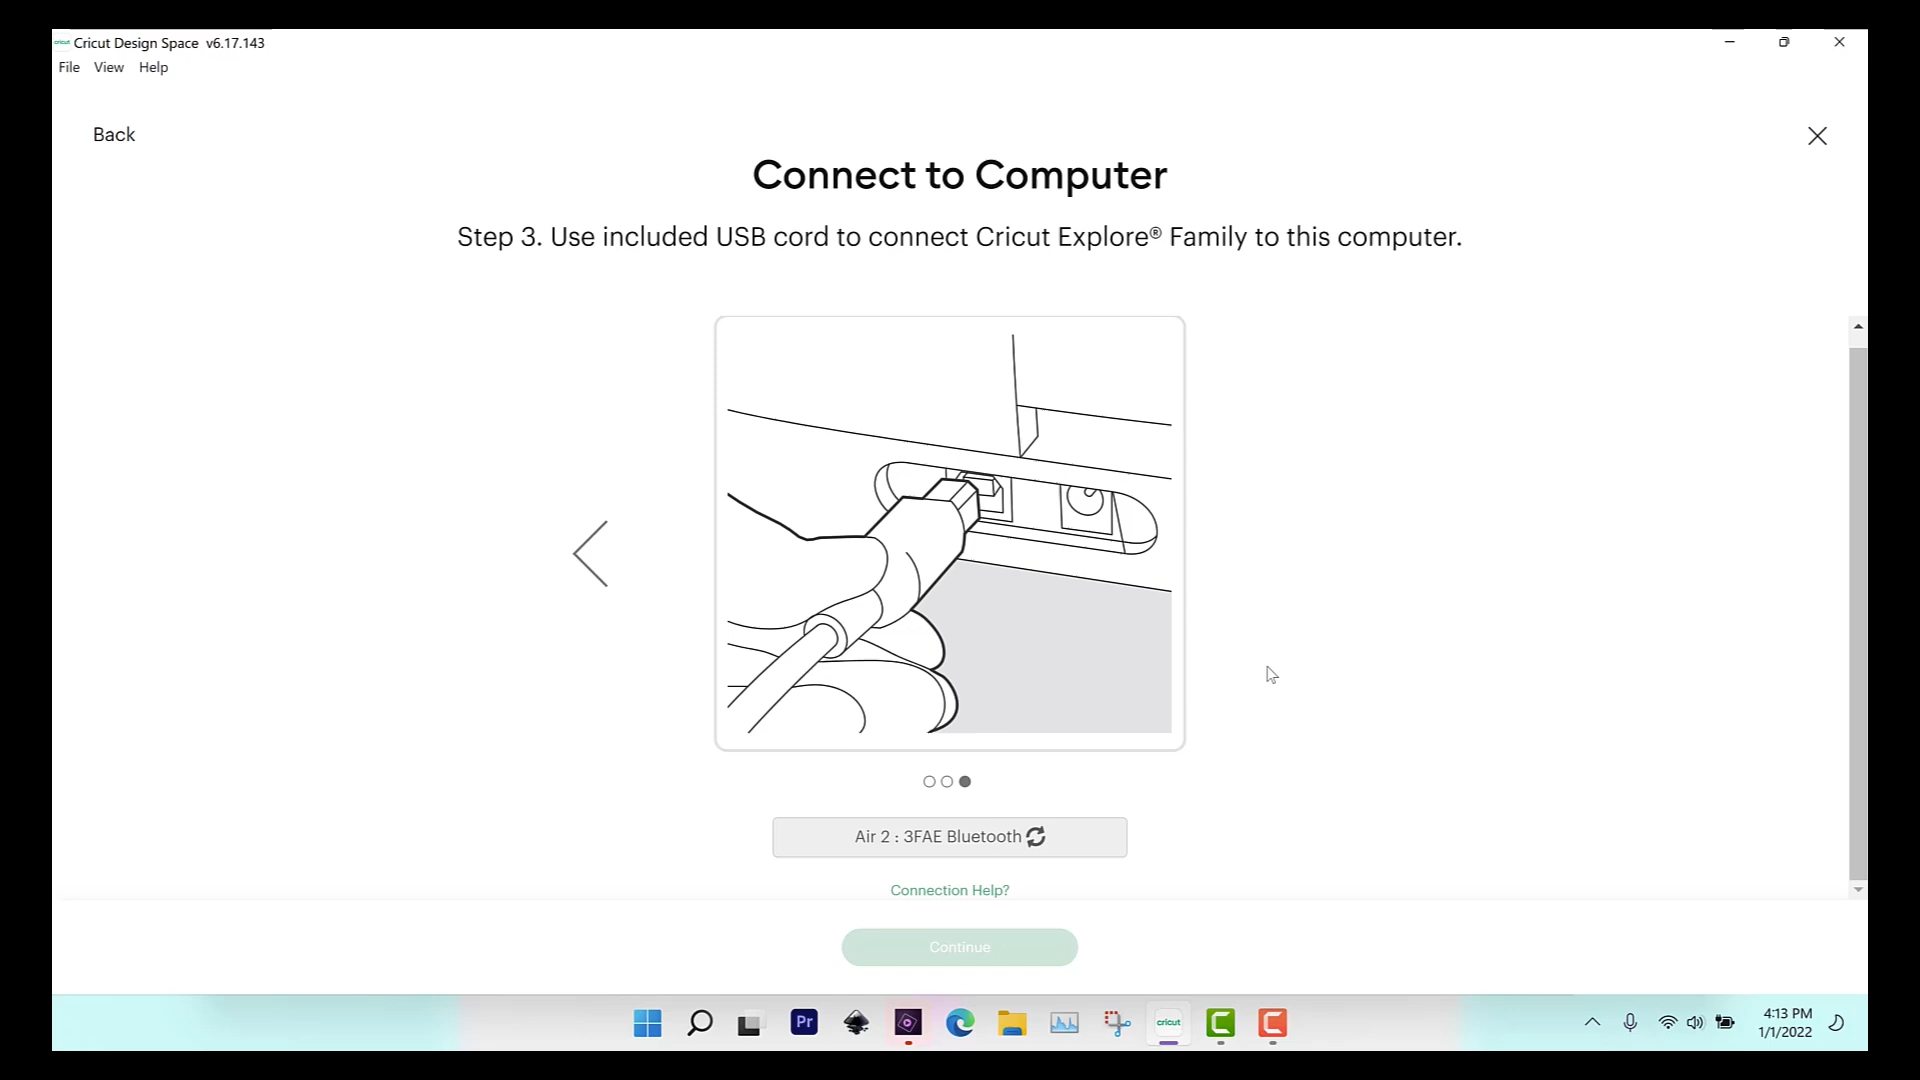 cricut Cricut Design Space v6.17.143
File View Help
Back
Connect to Computer
Step 3. Use included USB cord to connect Cricut Explore® Family to this computer.
Air 2 : 3FAE Bluetooth
Connection Help?
Continue
Pr
cricut
4:13 PM
1/1/2022